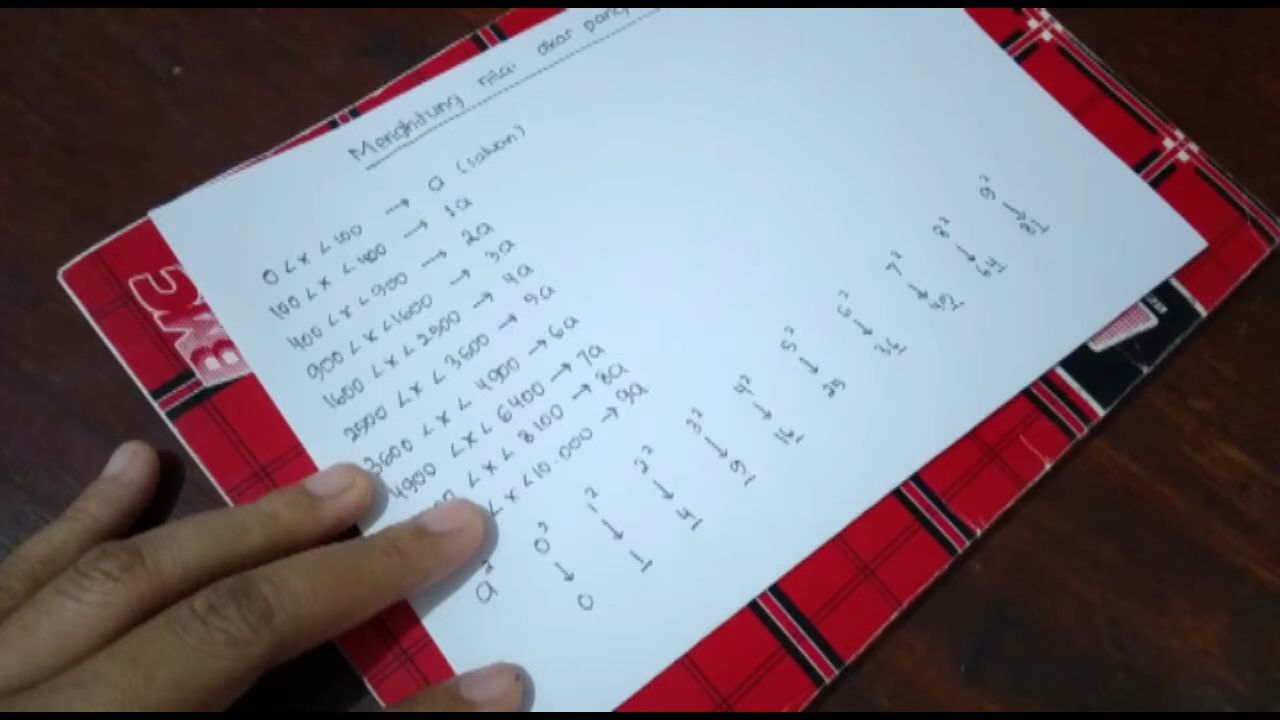 Menghitung nilai akar
0 < x < 100 → a (satuan)
100 < x < 400 → 1a
400 < x < 900 → 2a
900 < x < 1600 → 3a
1600 < x < 2500 → 4a
2500 < x < 3600 → 5a
3600 < x < 4900 → 6a
4900 < x < 6400 → 7a
< x < 8100 → 8a
< x < 10.000 → 9a
a² 0² 1² 2² 3² 4² 5² 6² 7² 8² 9²
↓ ↓ ↓ ↓ ↓ ↓ ↓ ↓ ↓ ↓
0 1 4 9 16 25 36 49 64 81